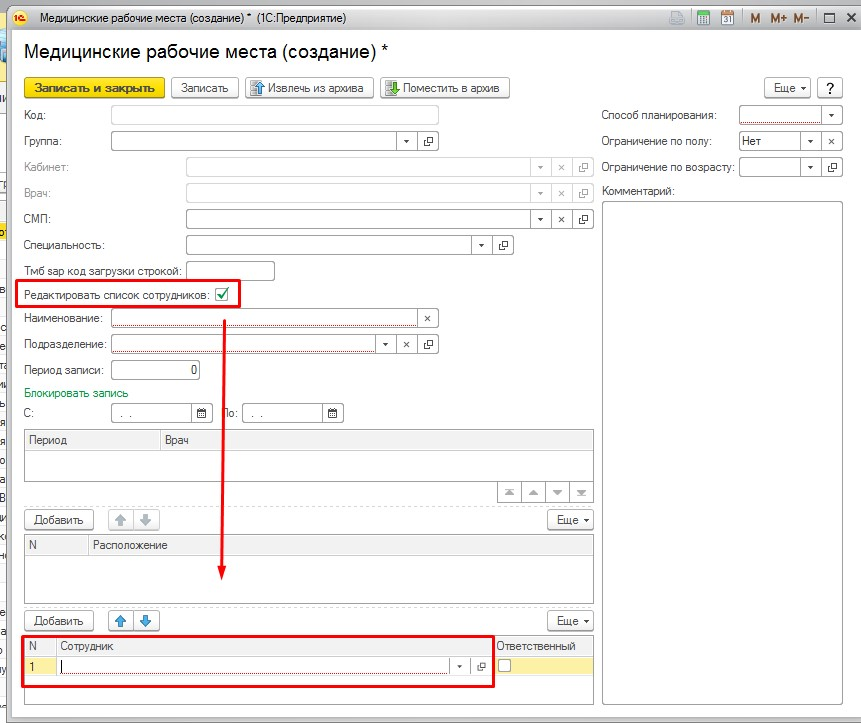 Медицинские рабочие места (создание) * (1С:Предприятие)
31 M M+ M-
Медицинские рабочие места (создание) *
Записать и закрыть Записать Извлечь из архива Поместить в архив Еще ?
Код:
Группа:
Кабинет:
Врач:
СМП:
Специальность:
Тмб sap код загрузки строкой:
Редактировать список сотрудников:
Наименование:
Подразделение:
Период записи: 0
Блокировать запись
С: . . По: . .
Период Врач
Добавить Еще
N Расположение
Добавить Еще
N Сотрудник Ответственный
1
Способ планирования:
Ограничение по полу: Нет
Ограничение по возрасту:
Комментарий: